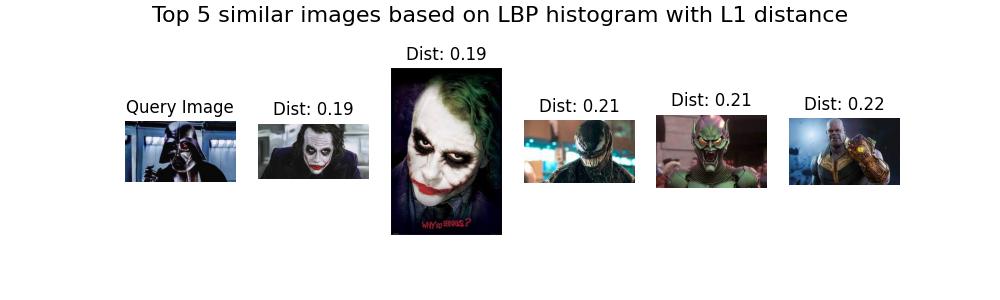 Top 5 similar images based on LBP histogram with L1 distance
Query Image
Dist: 0.19
Dist: 0.19
Dist: 0.21
Dist: 0.21
Dist: 0.22
WHY SO SERIOUS?